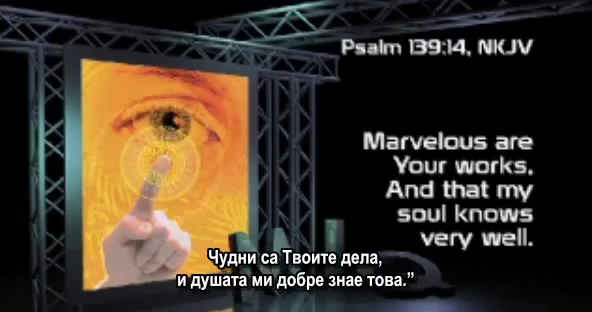 Psalm 139:14, NKJV
Marvelous are
Your works,
And that my
soul knows
very well.
Чудни са Твоите дела,
и душата ми добре знае това.”